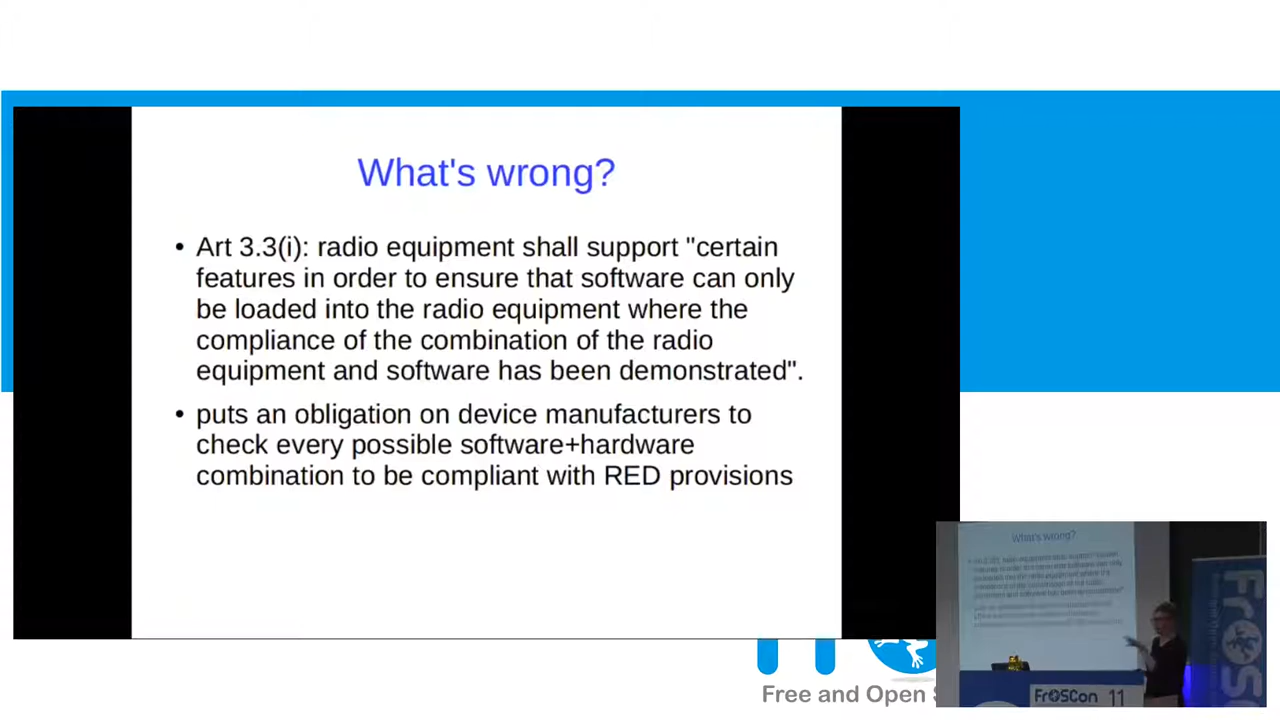 What's wrong?
• Art 3.3(i): radio equipment shall support "certain
features in order to ensure that software can only
be loaded into the radio equipment where the
compliance of the combination of the radio
equipment and software has been demonstrated".
• puts an obligation on device manufacturers to
check every possible software+hardware
combination to be compliant with RED provisions
What's wrong?
Free and Open
FrOSCon 11
FrOSC